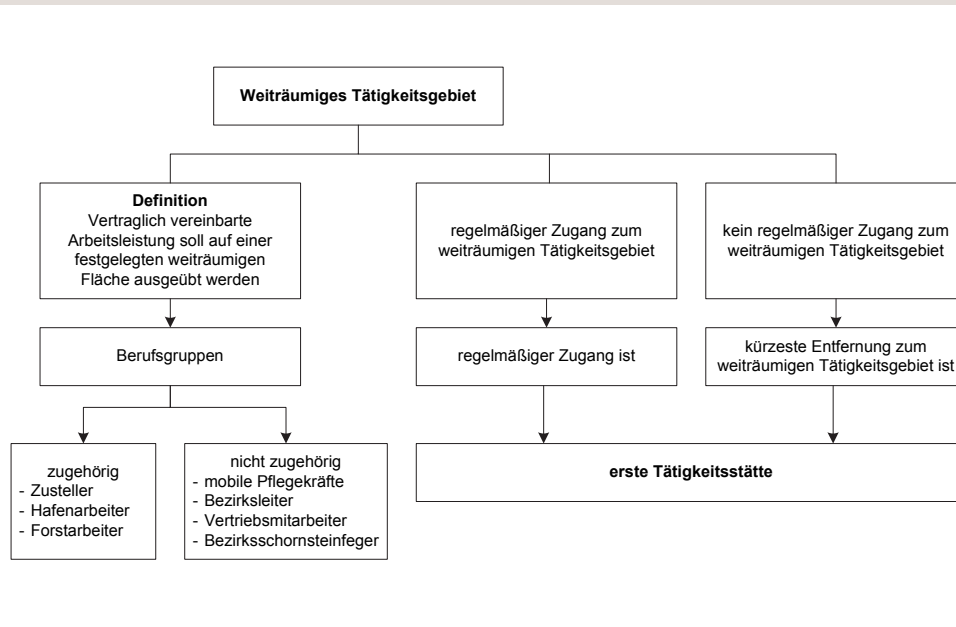 Weiträumiges Tätigkeitsgebiet
Definition
Vertraglich vereinbarte
Arbeitsleistung soll auf einer
festgelegten weiträumigen
Fläche ausgeübt werden
regelmäßiger Zugang zum
weiträumigen Tätigkeitsgebiet
kein regelmäßiger Zugang zum
weiträumigen Tätigkeitsgebiet
Berufsgruppen
regelmäßiger Zugang ist
kürzeste Entfernung zum
weiträumigen Tätigkeitsgebiet ist
zugehörig
- Zusteller
- Hafenarbeiter
- Forstarbeiter
nicht zugehörig
- mobile Pflegekräfte
- Bezirksleiter
- Vertriebsmitarbeiter
- Bezirksschornsteinfeger
erste Tätigkeitsstätte